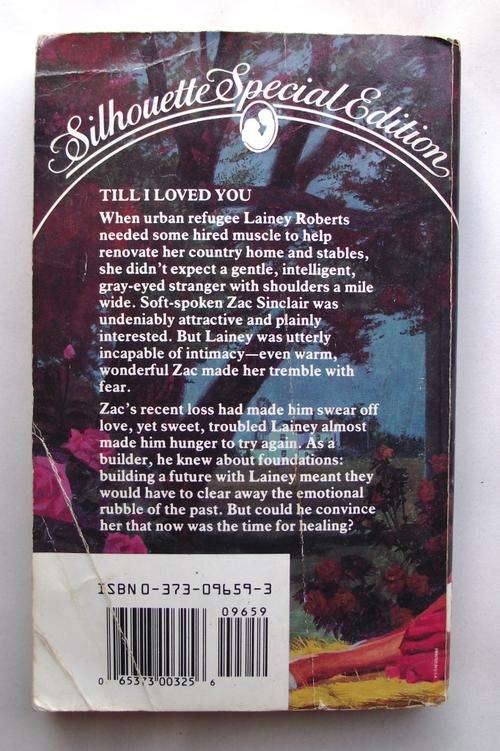 Silhouette Special Edition
TILL I LOVED YOU
When urban refugee Lainey Roberts
needed some hired muscle to help
renovate her country home and stables,
she didn't expect a gentle, intelligent,
gray-eyed stranger with shoulders a mile
wide. Soft-spoken Zac Sinclair was
undeniably attractive and plainly
interested. But Lainey was utterly
incapable of intimacy—even warm,
wonderful Zac made her tremble with
fear.
Zac's recent loss had made him swear off
love, yet sweet, troubled Lainey almost
made him hunger to try again. As a
builder, he knew about foundations:
building a future with Lainey meant they
would have to clear away the emotional
rubble of the past. But could he convince
her that now was the time for healing?
ISBN 0-373-09659-3
09659
0 65373 00325 6